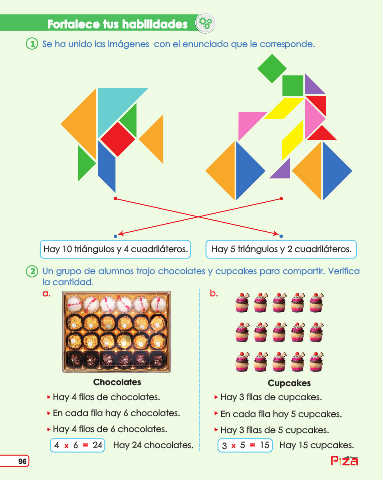 Fortalece tus habilidades
1 Se ha unido las imágenes con el enunciado que le corresponde.
Hay 10 triángulos y 4 cuadriláteros.
Hay 5 triángulos y 2 cuadriláteros.
2 Un grupo de alumnos trajo chocolates y cupcakes para compartir. Verifica
la cantidad.
a.
Chocolates
Hay 4 filas de chocolates.
En cada fila hay 6 chocolates.
Hay 4 filas de 6 chocolates.
4 x 6 = 24 Hay 24 chocolates.
b.
Cupcakes
Hay 3 filas de cupcakes.
En cada fila hay 5 cupcakes.
Hay 3 filas de 5 cupcakes.
3 x 5 = 15 Hay 15 cupcakes.
96